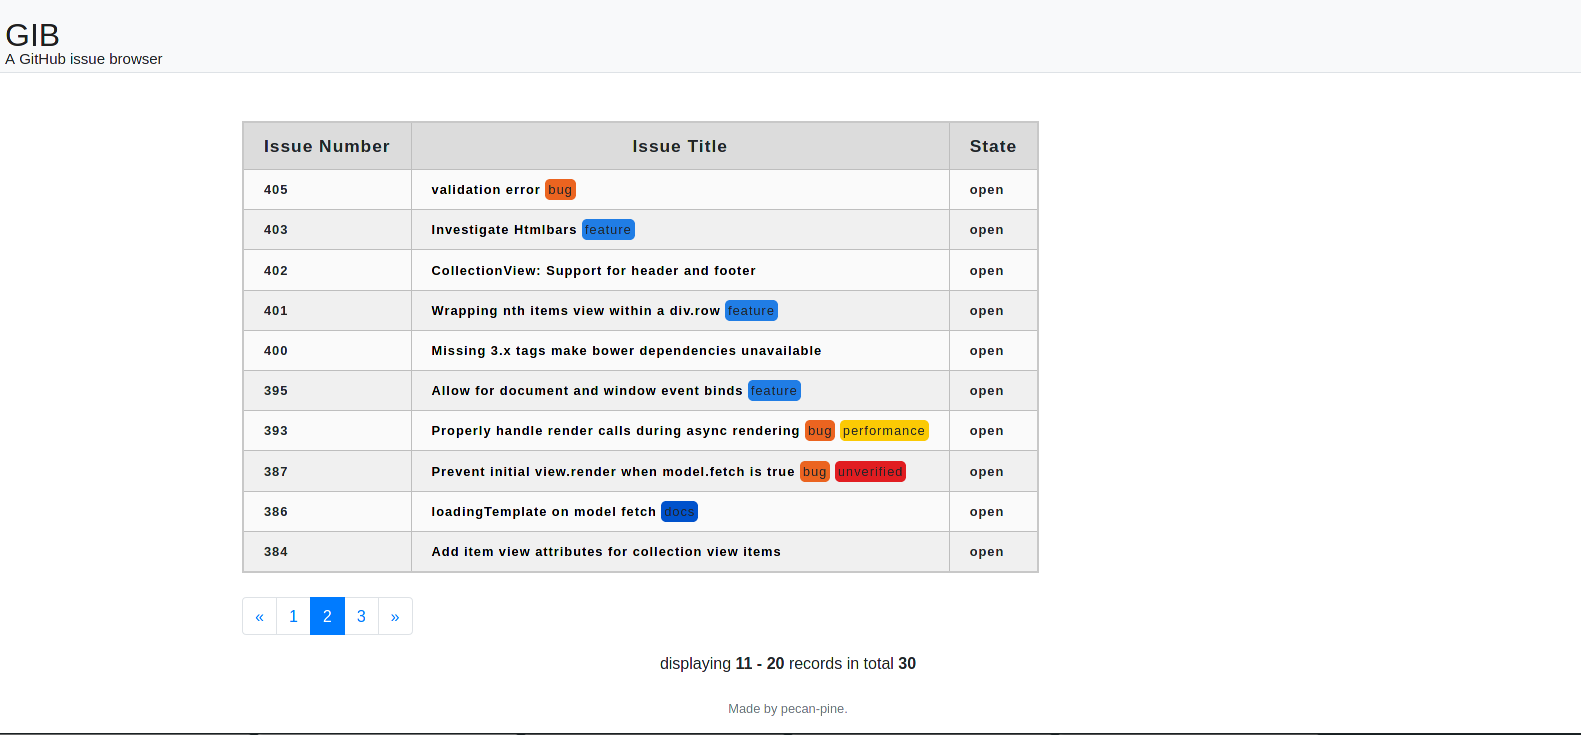 GIB
A GitHub issue browser
Issue Number Issue Title State
405 validation error bug open
403 Investigate Htmlbars feature open
402 CollectionView: Support for header and footer open
401 Wrapping nth items view within a div.row feature open
400 Missing 3.x tags make bower dependencies unavailable open
395 Allow for document and window event binds feature open
393 Properly handle render calls during async rendering bug performance open
387 Prevent initial view.render when model.fetch is true bug unverified open
386 loadingTemplate on model fetch docs open
384 Add item view attributes for collection view items open
« 1 2 3 »
displaying 11 - 20 records in total 30
Made by pecan-pine.